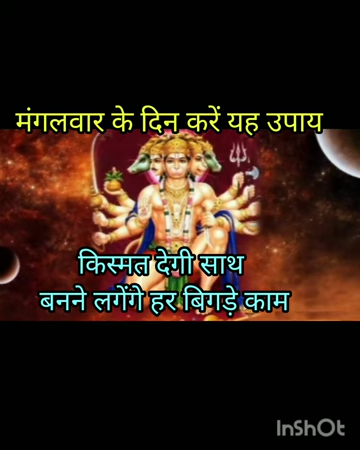 मंगलवार के दिन करें यह उपाय
किस्मत देगी साथ
बनने लगेंगे हर बिगड़े काम
InShOt